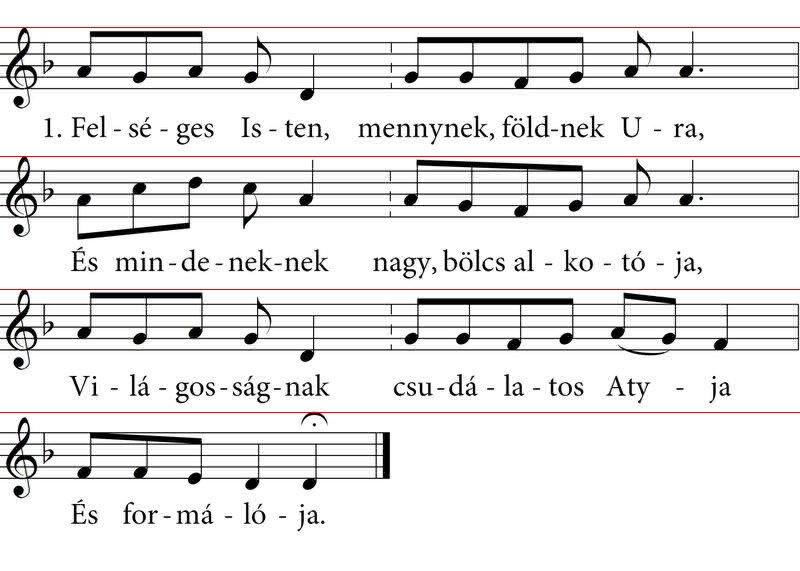 1. Fel - sé - ges Is - ten, mennynek, föld-nek U - ra,
És min - de - nek-nek nagy, bölcs al - ko - tó - ja,
Vi - lá - gos - ság-nak csu-dá - la - tos Aty - ja
És for - má - ló - ja.